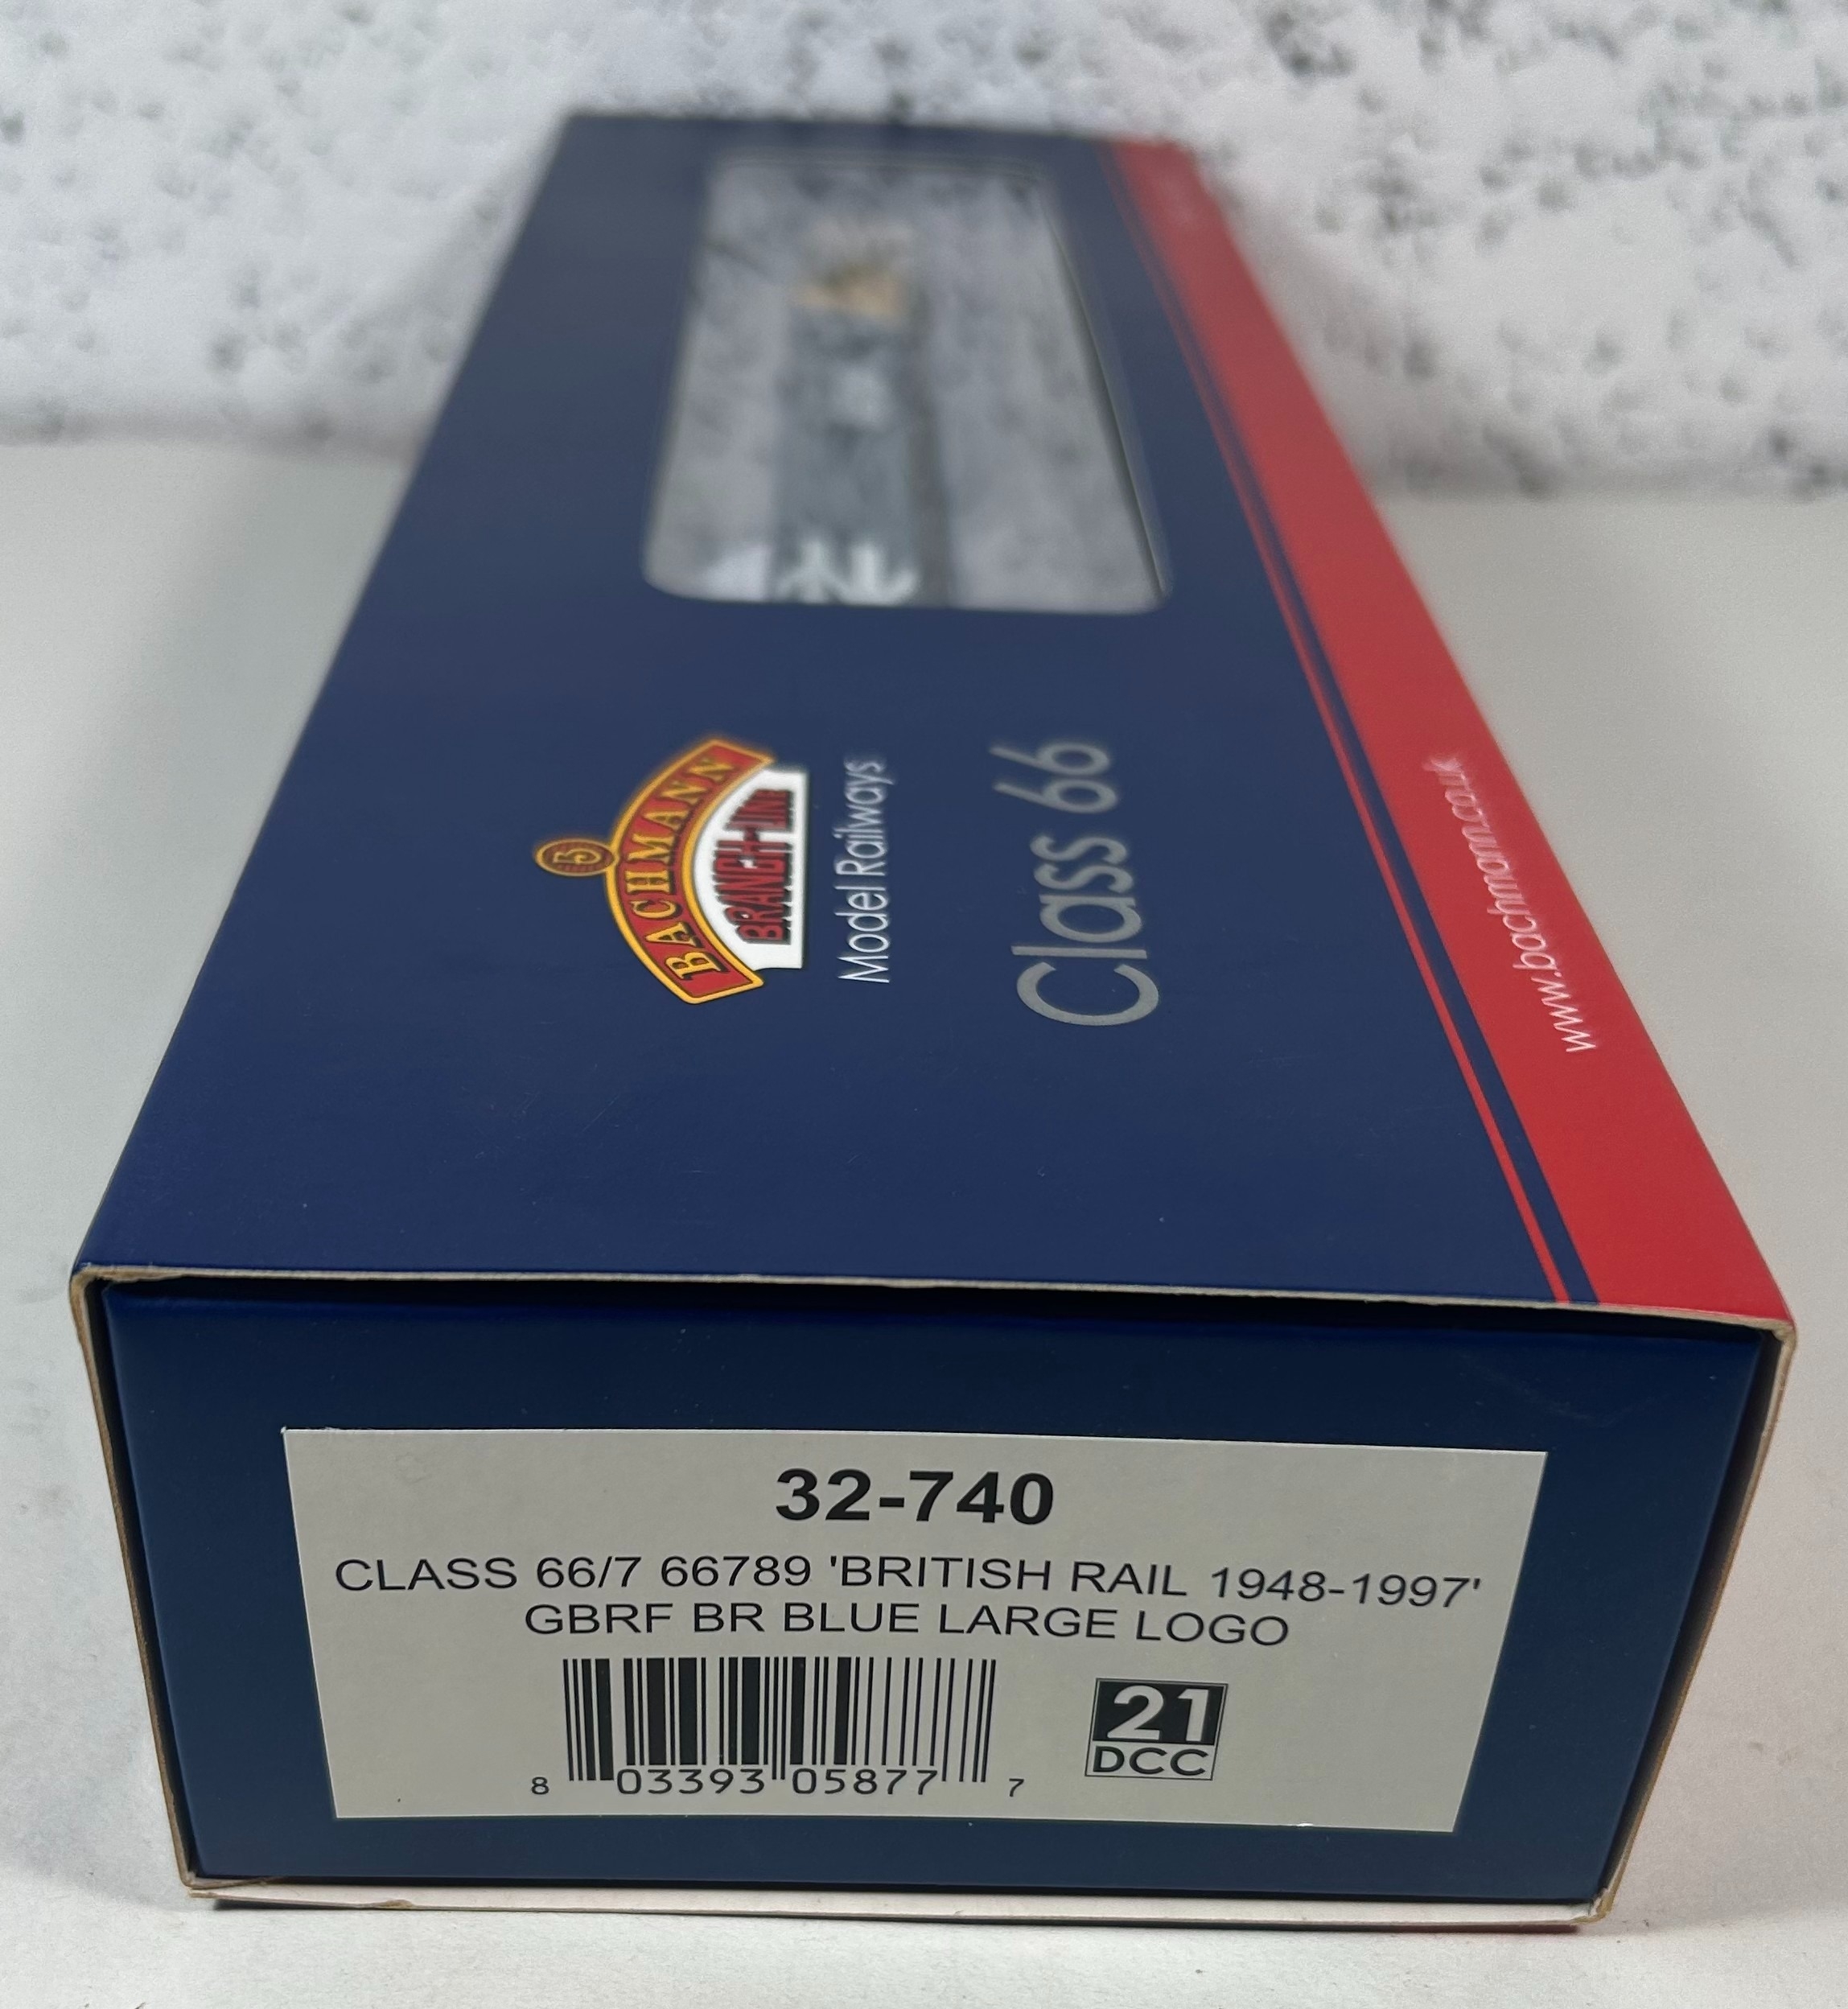 BACHMANN
BRANCH-LINE
Model Railways
Class 66
www.bachmann.co.uk
32-740
CLASS 66/7 66789 'BRITISH RAIL 1948-1997'
GBRF BR BLUE LARGE LOGO
8 03393 05877 7
21
DCC